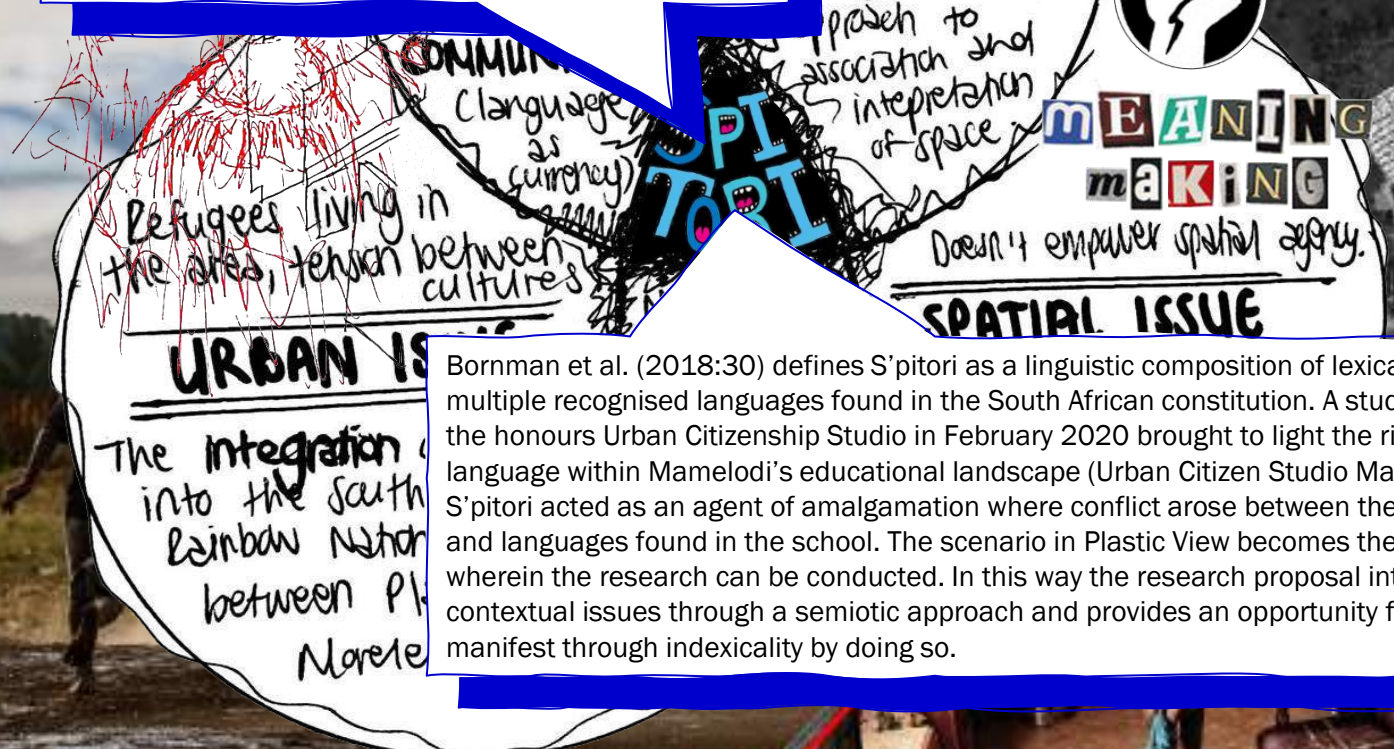 COMMUN
(language
as
currency)
pproach to
association and
intepretation
of space
S'PI
TORI
MEANING
maKiNG
Doesn't empower spatial agency.
SPATIAL ISSUE
Refugees living in
the area, tension between
cultures
URBAN IS
The integration
into the South
Rainbow Nation
between Pl
Morele
Bornman et al. (2018:30) defines S'pitori as a linguistic composition of lexica
multiple recognised languages found in the South African constitution. A stud
the honours Urban Citizenship Studio in February 2020 brought to light the ri
language within Mamelodi's educational landscape (Urban Citizen Studio Ma
S'pitori acted as an agent of amalgamation where conflict arose between the
and languages found in the school. The scenario in Plastic View becomes the
wherein the research can be conducted. In this way the research proposal int
contextual issues through a semiotic approach and provides an opportunity f
manifest through indexicality by doing so.